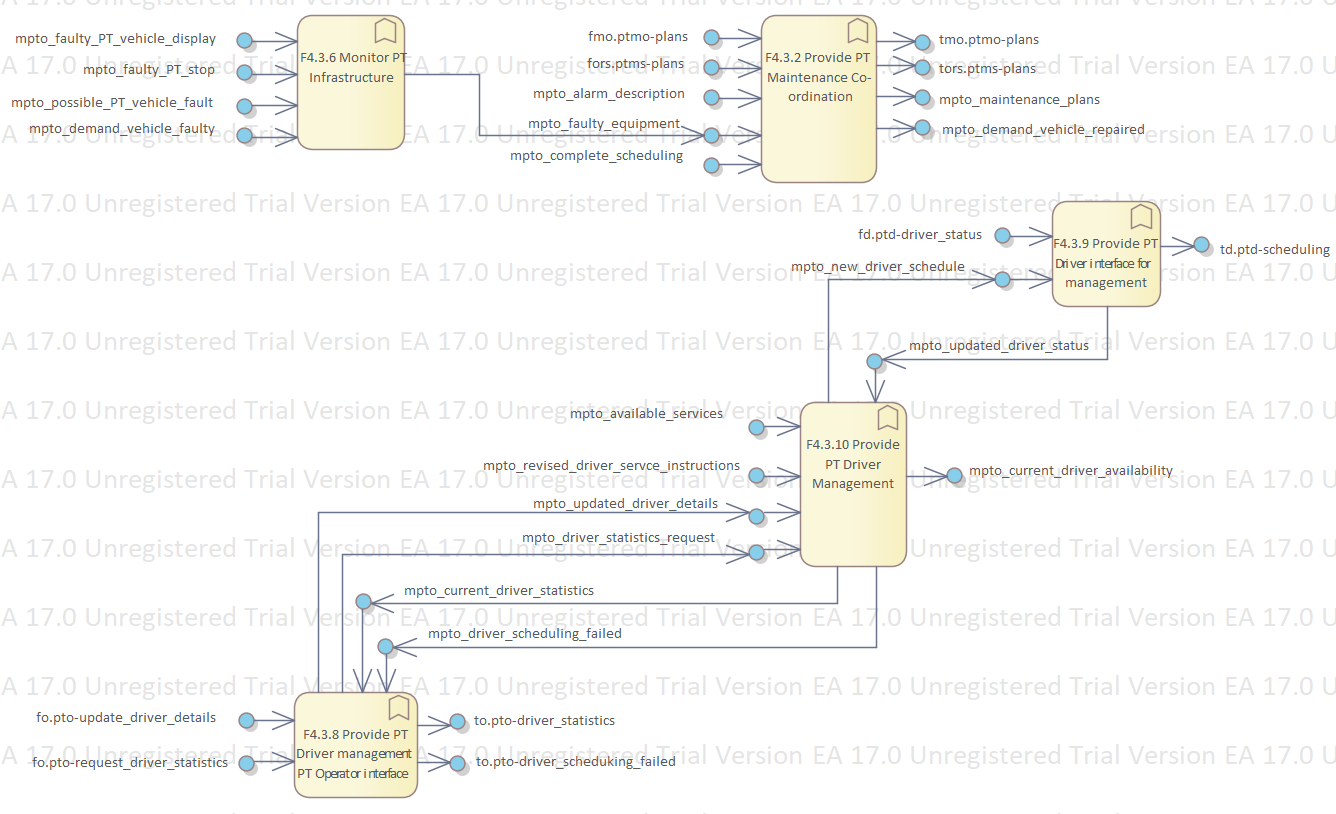 mpto_faulty_PT_vehicle_display
mpto_faulty_PT_stop
mpto_possible_PT_vehicle_fault
mpto_demand_vehicle_faulty
F4.3.6 Monitor PT
Infrastructure
fmo.ptmo-plans
fors.ptms-plans
mpto_alarm_description
mpto_faulty_equipment
mpto_complete_scheduling
F4.3.2 Provide PT
Maintenance Co-
ordination
tmo.ptmo-plans
tors.ptms-plans
mpto_maintenance_plans
mpto_demand_vehicle_repaired
fd.ptd-driver_status
mpto_new_driver_schedule
F4.3.9 Provide PT
Driver interface for
management
td.ptd-scheduling
mpto_updated_driver_status
mpto_available_services
mpto_revised_driver_servce_instructions
mpto_updated_driver_details
mpto_driver_statistics_request
F4.3.10 Provide
PT Driver
Management
mpto_current_driver_availability
mpto_current_driver_statistics
mpto_driver_scheduling_failed
fo.pto-update_driver_details
fo.pto-request_driver_statistics
F4.3.8 Provide PT
Driver management
PT Operator interface
to.pto-driver_statistics
to.pto-driver_scheduking_failed
A 17.0 Unregistered Trial Version EA 17.0 Unregistered Trial Version EA 17.0 Unregistered Trial Version EA 17.0 U